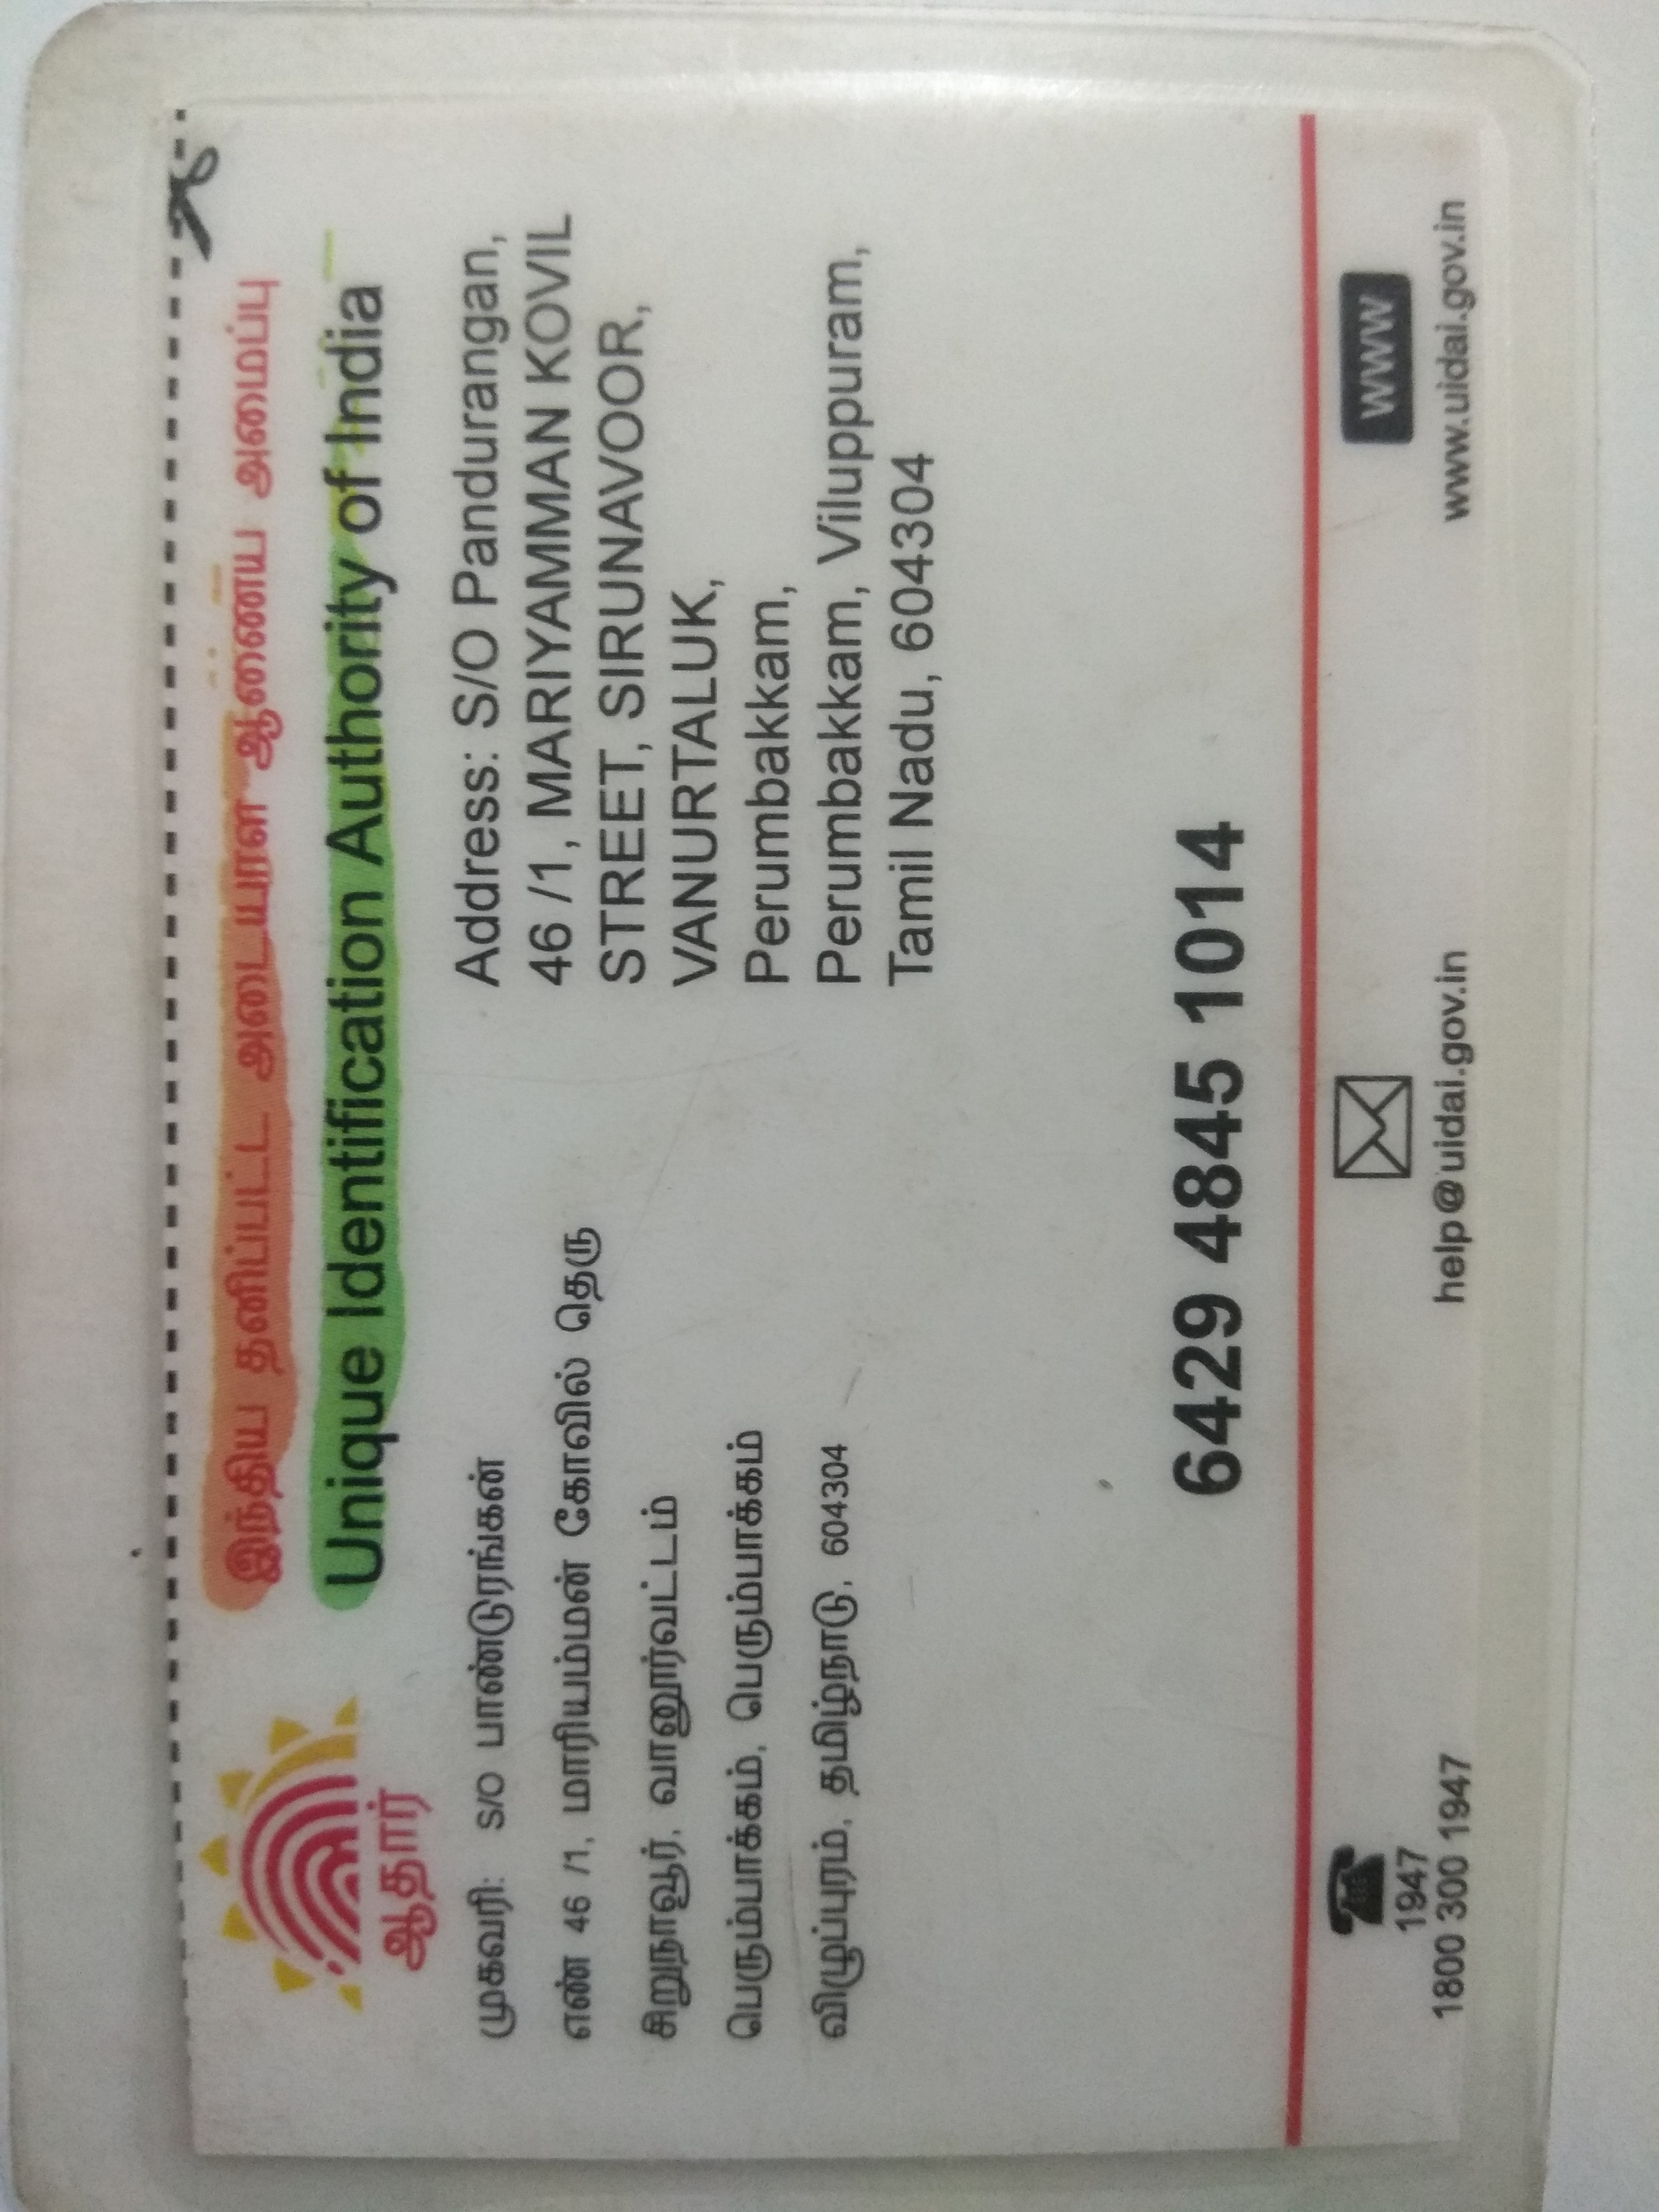 இந்திய தனிப்பட்ட அடையாள ஆணைய அமைப்பு
Unique Identification Authority of India
ஆதார்
முகவரி: S/O பாண்டுரங்கன்
எண் 46 /1, மாரியம்மன் கோவில் தெரு
சிறுநாவூர், வானூர்வட்டம்
பெரும்பாக்கம், பெரும்பாக்கம்
விழுப்புரம், தமிழ்நாடு, 604304
Address: S/O Pandurangan,
46 /1, MARIYAMMAN KOVIL
STREET, SIRUNAVOOR,
VANURTALUK,
Perumbakkam,
Perumbakkam, Viluppuram,
Tamil Nadu, 604304
6429 4845 1014
1947
1800 300 1947
help@uidai.gov.in
WWW
www.uidai.gov.in